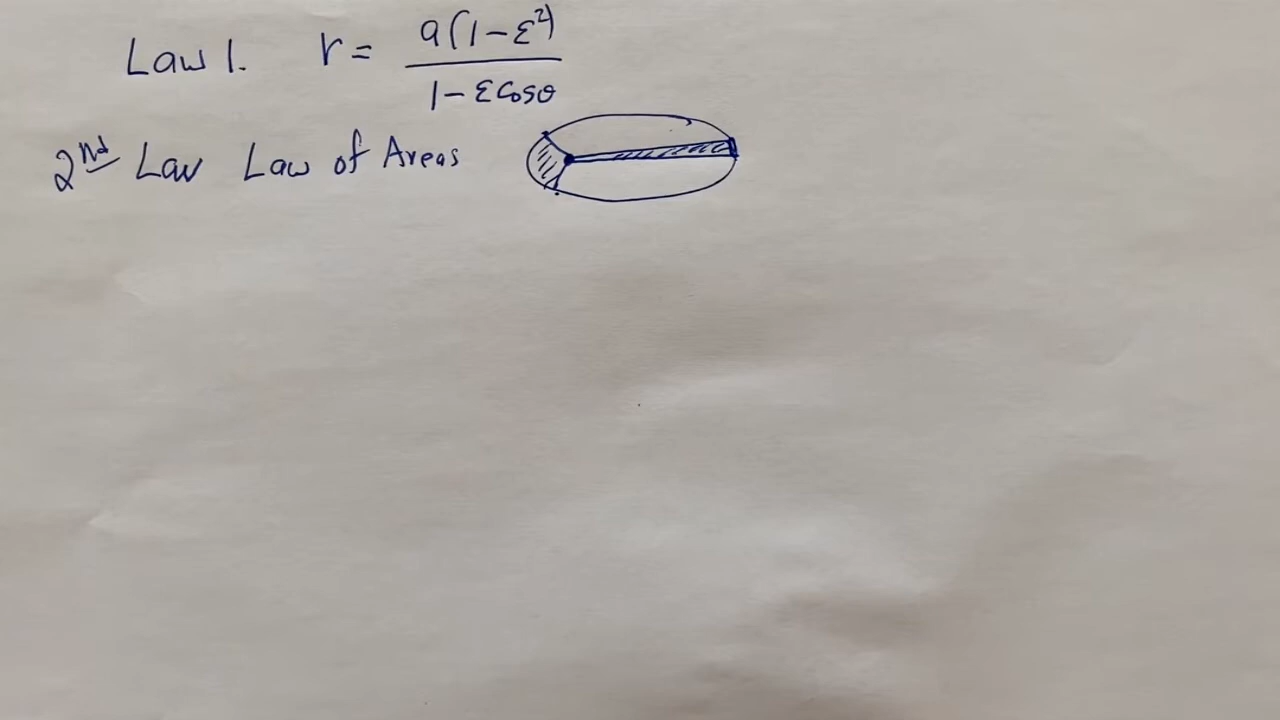 Law 1. r = a(1-ε²) / 1-εCosθ
2nd Law Law of Areas